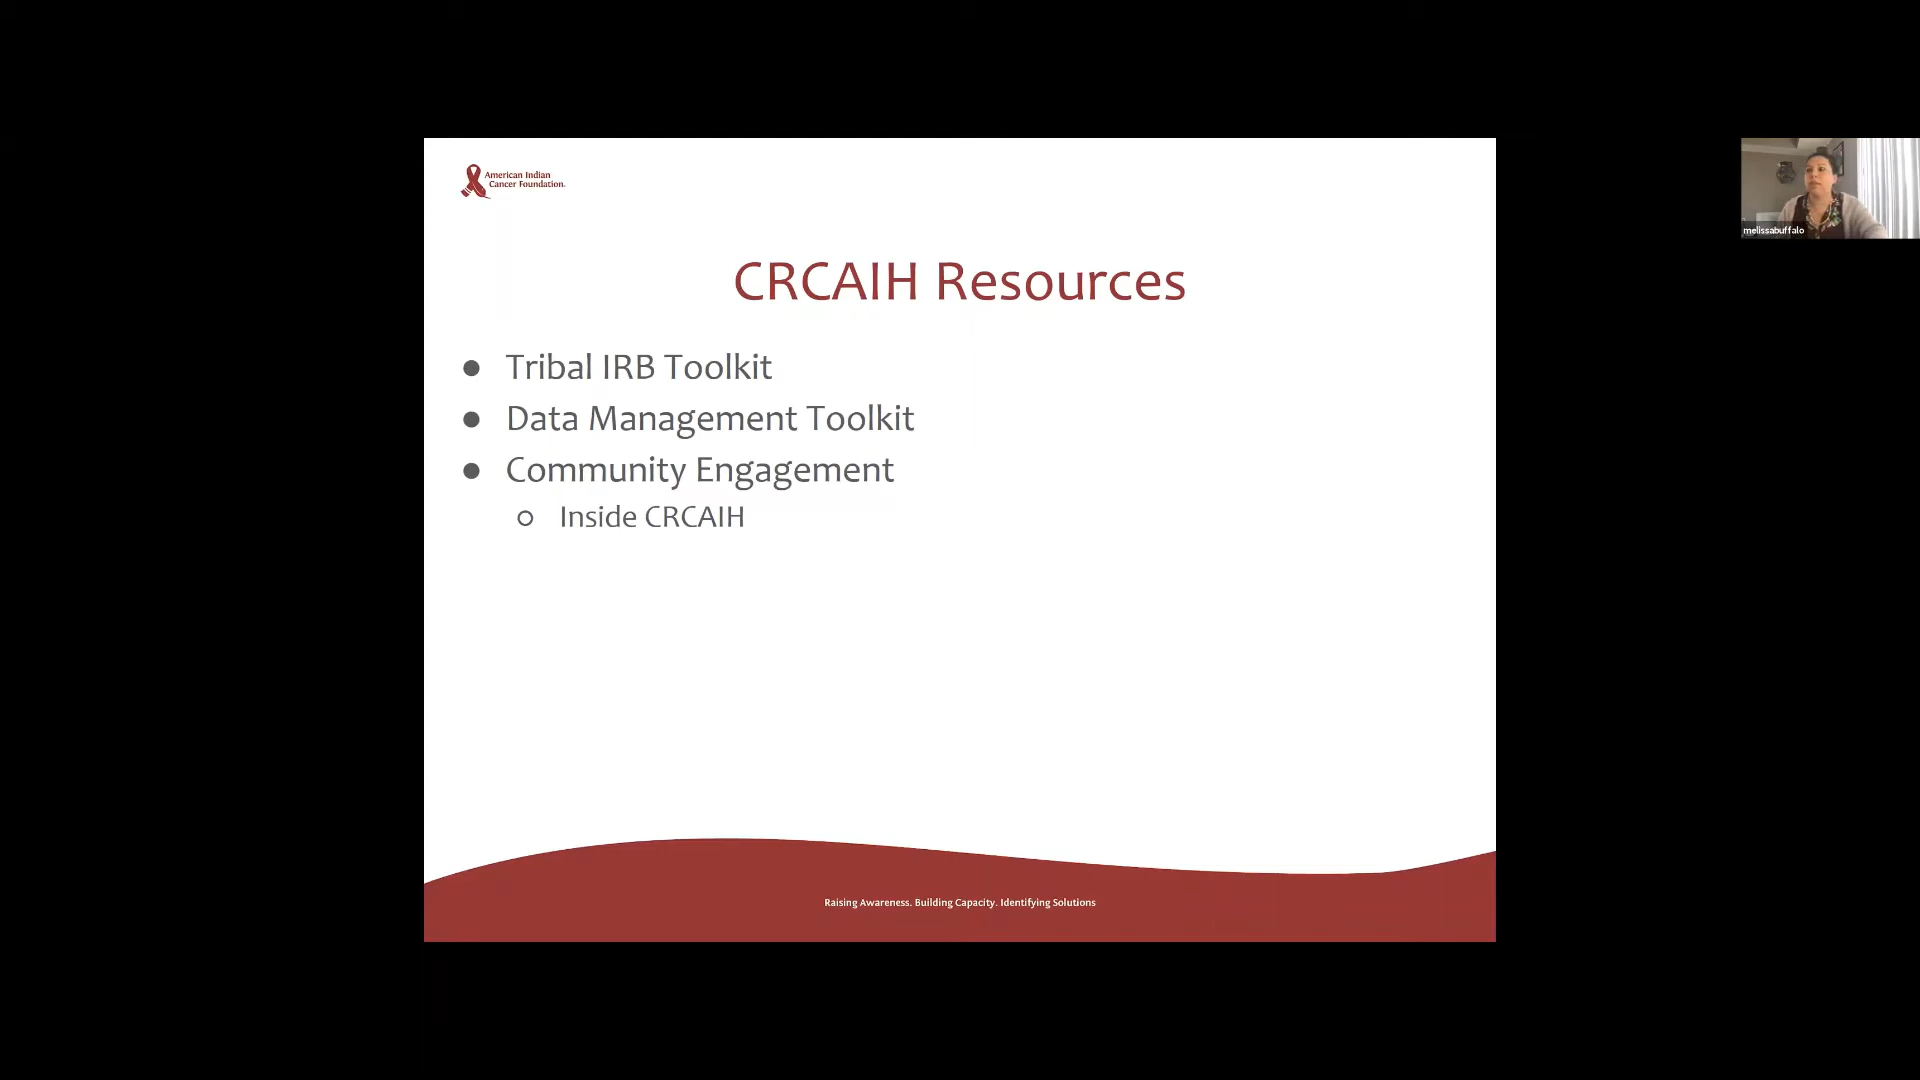 American Indian
Cancer Foundation.
melissabuffalo
CRCAIH Resources
● Tribal IRB Toolkit
● Data Management Toolkit
● Community Engagement
○ Inside CRCAIH
Raising Awareness. Building Capacity. Identifying Solutions